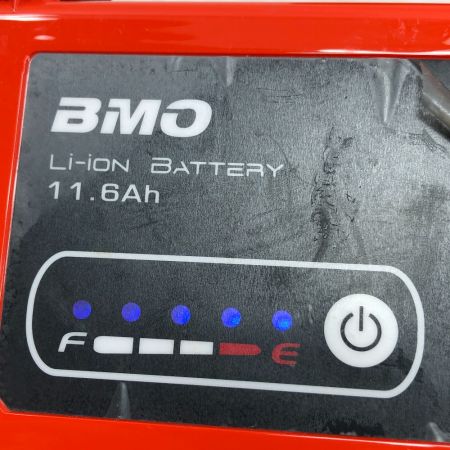 BMO
Li-ion Battery
11.6Ah
F E